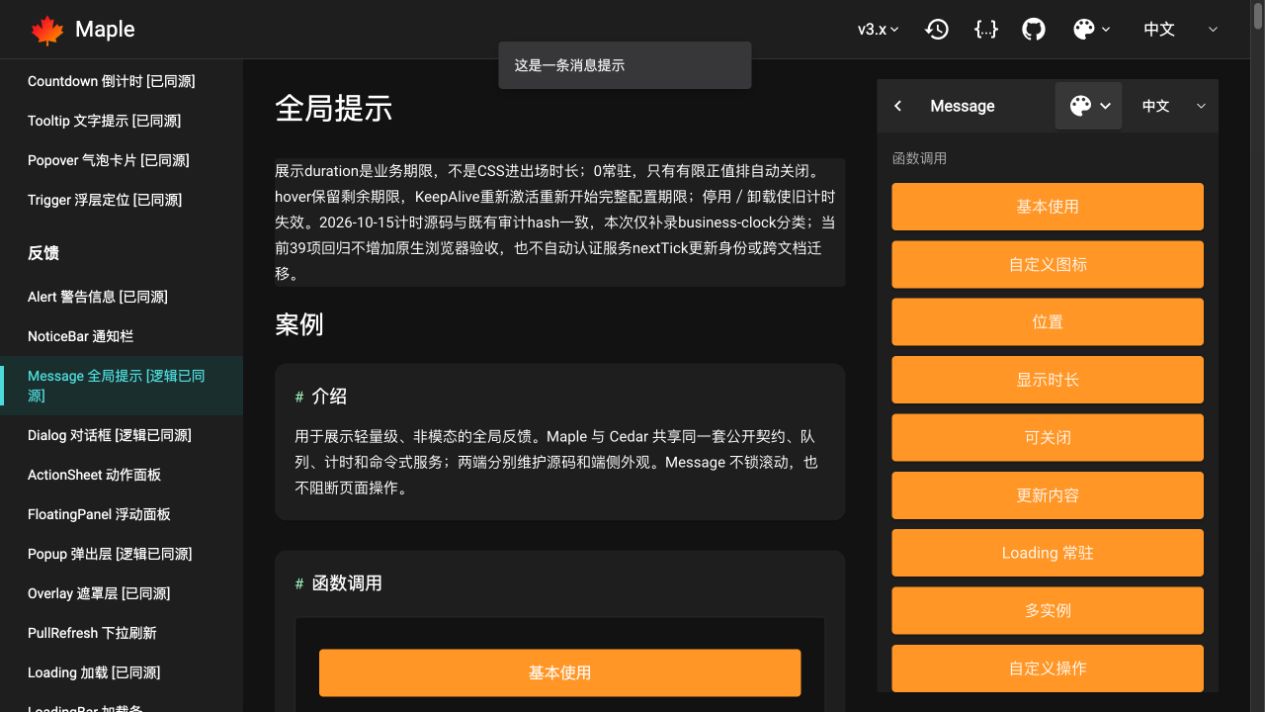 Maple
v3.x
{...}
中文
这是一条消息提示
Countdown 倒计时 [已同源]
Tooltip 文字提示 [已同源]
Popover 气泡卡片 [已同源]
Trigger 浮层定位 [已同源]
反馈
Alert 警告信息 [已同源]
NoticeBar 通知栏
Message 全局提示 [逻辑已同
源]
Dialog 对话框 [逻辑已同源]
ActionSheet 动作面板
FloatingPanel 浮动面板
Popup 弹出层 [逻辑已同源]
Overlay 遮罩层 [已同源]
PullRefresh 下拉刷新
Loading 加载 [已同源]
LoadingBar 加载条
全局提示
展示duration是业务期限，不是CSS进出场时长；0常驻，只有有限正值排自动关闭。
hover保留剩余期限，KeepAlive重新激活重新开始完整配置期限；停用 / 卸载使旧计时
失效。2026-10-15计时源码与既有审计hash一致，本次仅补录business-clock分类；当
前39项回归不增加原生浏览器验收，也不自动认证服务nextTick更新身份或跨文档迁
移。
案例
# 介绍
用于展示轻量级、非模态的全局反馈。Maple 与 Cedar 共享同一套公开契约、队
列、计时和命令式服务；两端分别维护源码和端侧外观。Message 不锁滚动，也
不阻断页面操作。
# 函数调用
基本使用
Message
中文
函数调用
基本使用
自定义图标
位置
显示时长
可关闭
更新内容
Loading 常驻
多实例
自定义操作